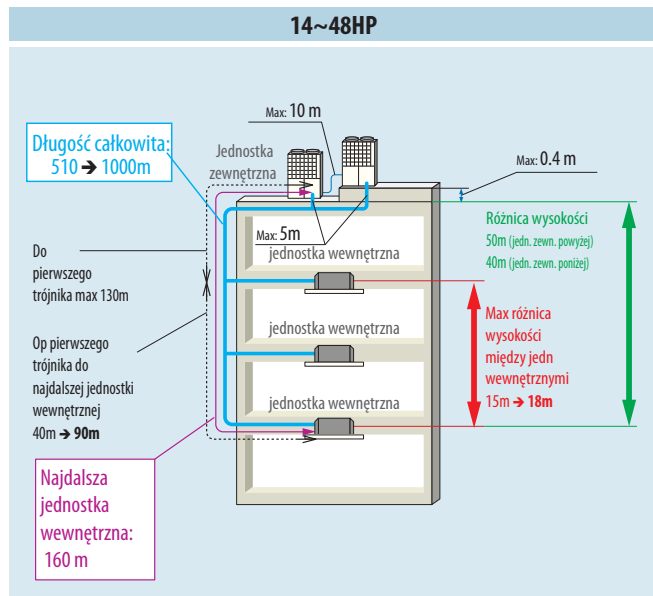 14~48HP
Max: 10 m
Długość całkowita:
510 ➔ 1000m
Jednostka
zewnętrzna
Max: 0.4 m
Max: 5m
Różnica wysokości
50m (jedn. zewn. powyżej)
40m (jedn. zewn. poniżej)
jednostka wewnętrzna
Do
pierwszego
trójnika max 130m
jednostka wewnętrzna
Max różnica
wysokości
między jedn
wewnętrznymi
15m ➔ 18m
Op pierwszego
trójnika do
najdalszej jednostki
wewnętrznej
40m ➔ 90m
jednostka wewnętrzna
Najdalsza
jednostka
wewnętrzna:
160 m